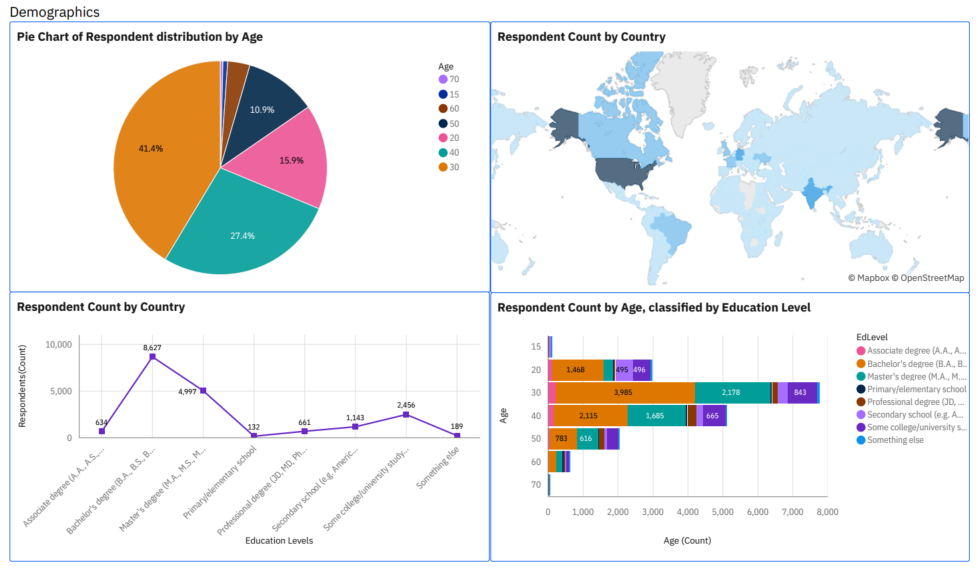 Demographics
Pie Chart of Respondent distribution by Age
Age
70
15
60
50
20
40
30
10.9%
15.9%
27.4%
41.4%
Respondent Count by Country
© Mapbox © OpenStreetMap
Respondent Count by Country
Respondents(Count)
10,000
5,000
0
634
8,627
4,997
132
661
1,143
2,456
189
Associate degree (A.A., A.S.,...
Bachelor's degree (B.A., B.S., B...
Master's degree (M.A., M.S., M...
Primary/elementary school
Professional degree (JD, MD, Ph...
Secondary school (e.g. Americ...
Some college/university study...
Something else
Education Levels
Respondent Count by Age, classified by Education Level
Age
15
20
30
40
50
60
70
1,468
495
496
3,985
2,178
843
2,115
1,685
665
783
616
0
1,000
2,000
3,000
4,000
5,000
6,000
7,000
8,000
Age (Count)
EdLevel
Associate degree (A.A., A...
Bachelor's degree (B.A., B..
Master's degree (M.A., M....
Primary/elementary school
Professional degree (JD, ...
Secondary school (e.g. A...
Some college/university s...
Something else